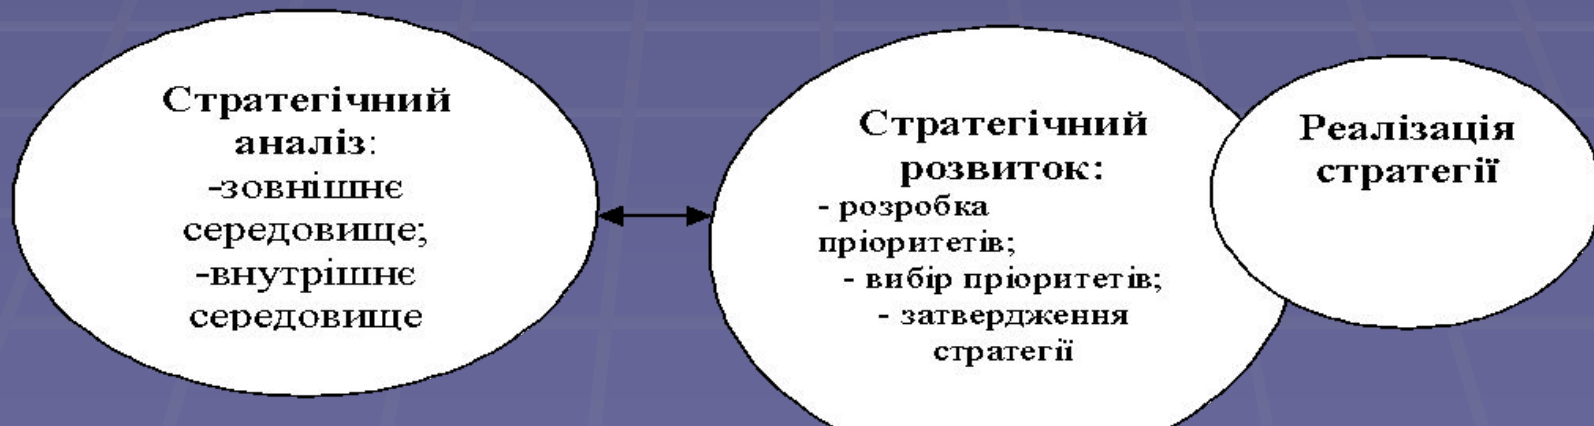 Стратегічний
аналіз:
-зовнішнє
середовище;
-внутрішнє
середовище
Стратегічний
розвиток:
- розробка
пріоритетів;
- вибір пріоритетів;
- затвердження
стратегії
Реалізація
стратегії